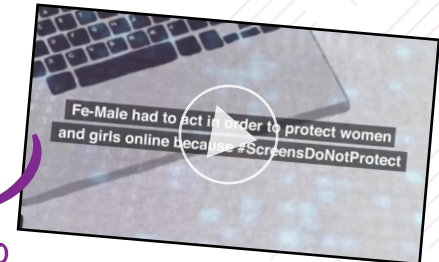 Fe-Male had to act in order to protect women
and girls online because #ScreensDoNotProtect